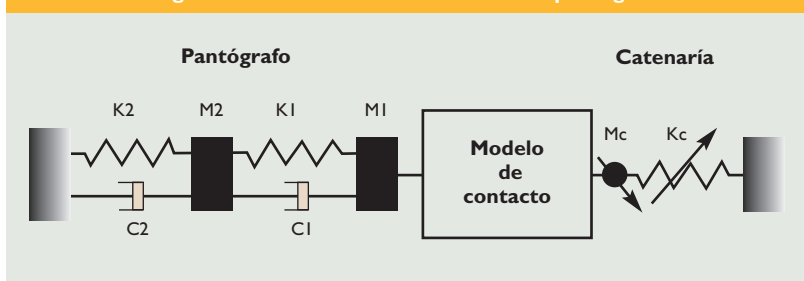 Pantógrafo Catenaría
K2 M2 K1 M1 Mc Kc
Modelo
de
contacto
C2 C1